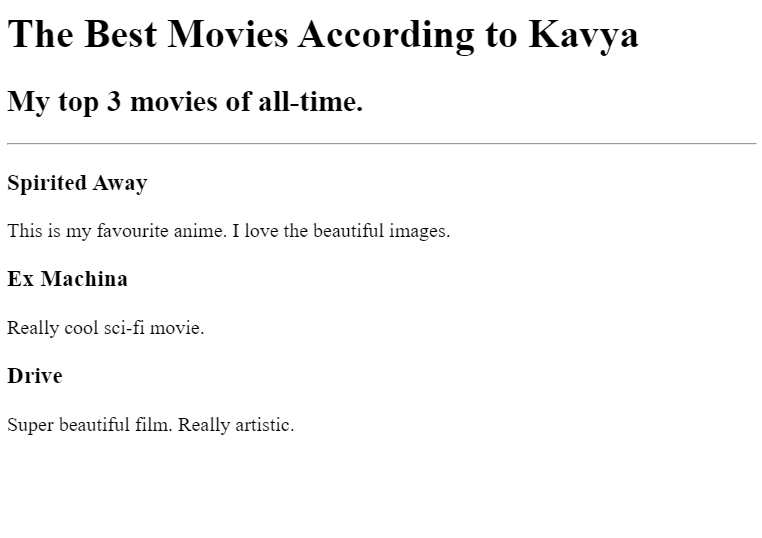 The Best Movies According to Kavya
My top 3 movies of all-time.
Spirited Away
This is my favourite anime. I love the beautiful images.
Ex Machina
Really cool sci-fi movie.
Drive
Super beautiful film. Really artistic.